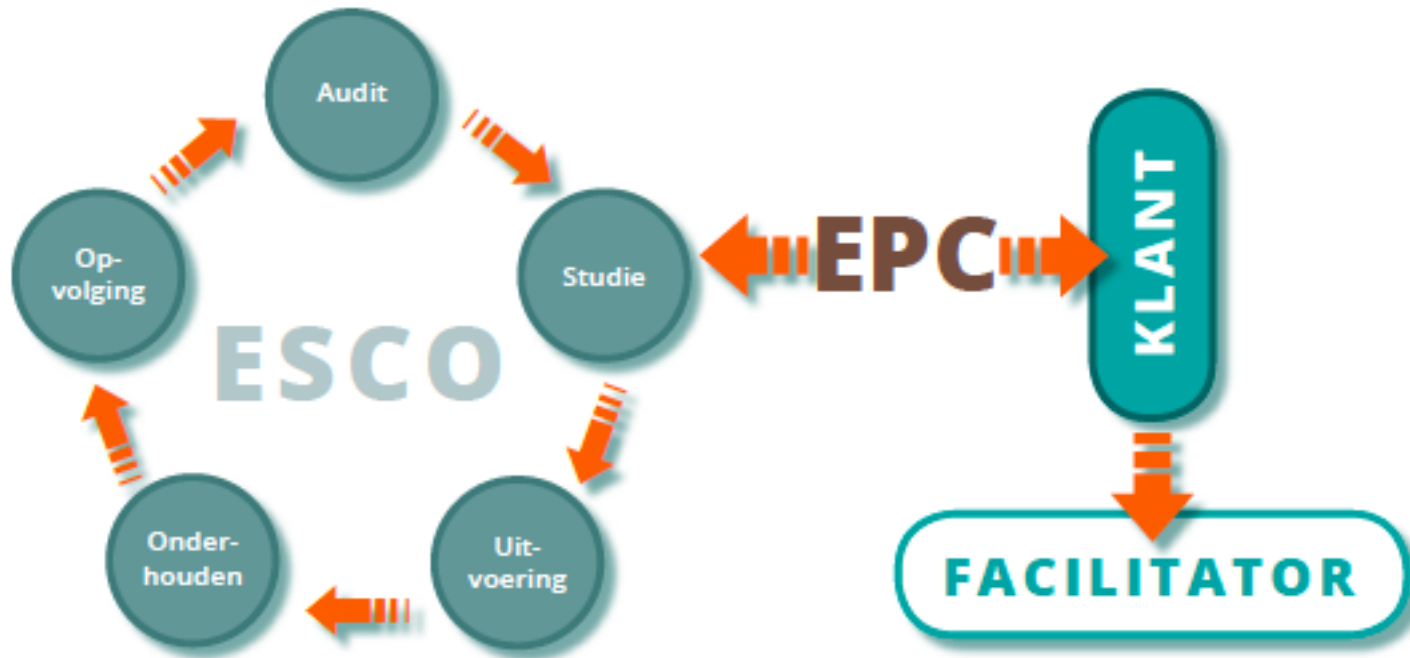 Audit
Op-
volging
Studie
EPC
KLANT
ESCO
Onder-
houden
Uit-
voering
FACILITATOR